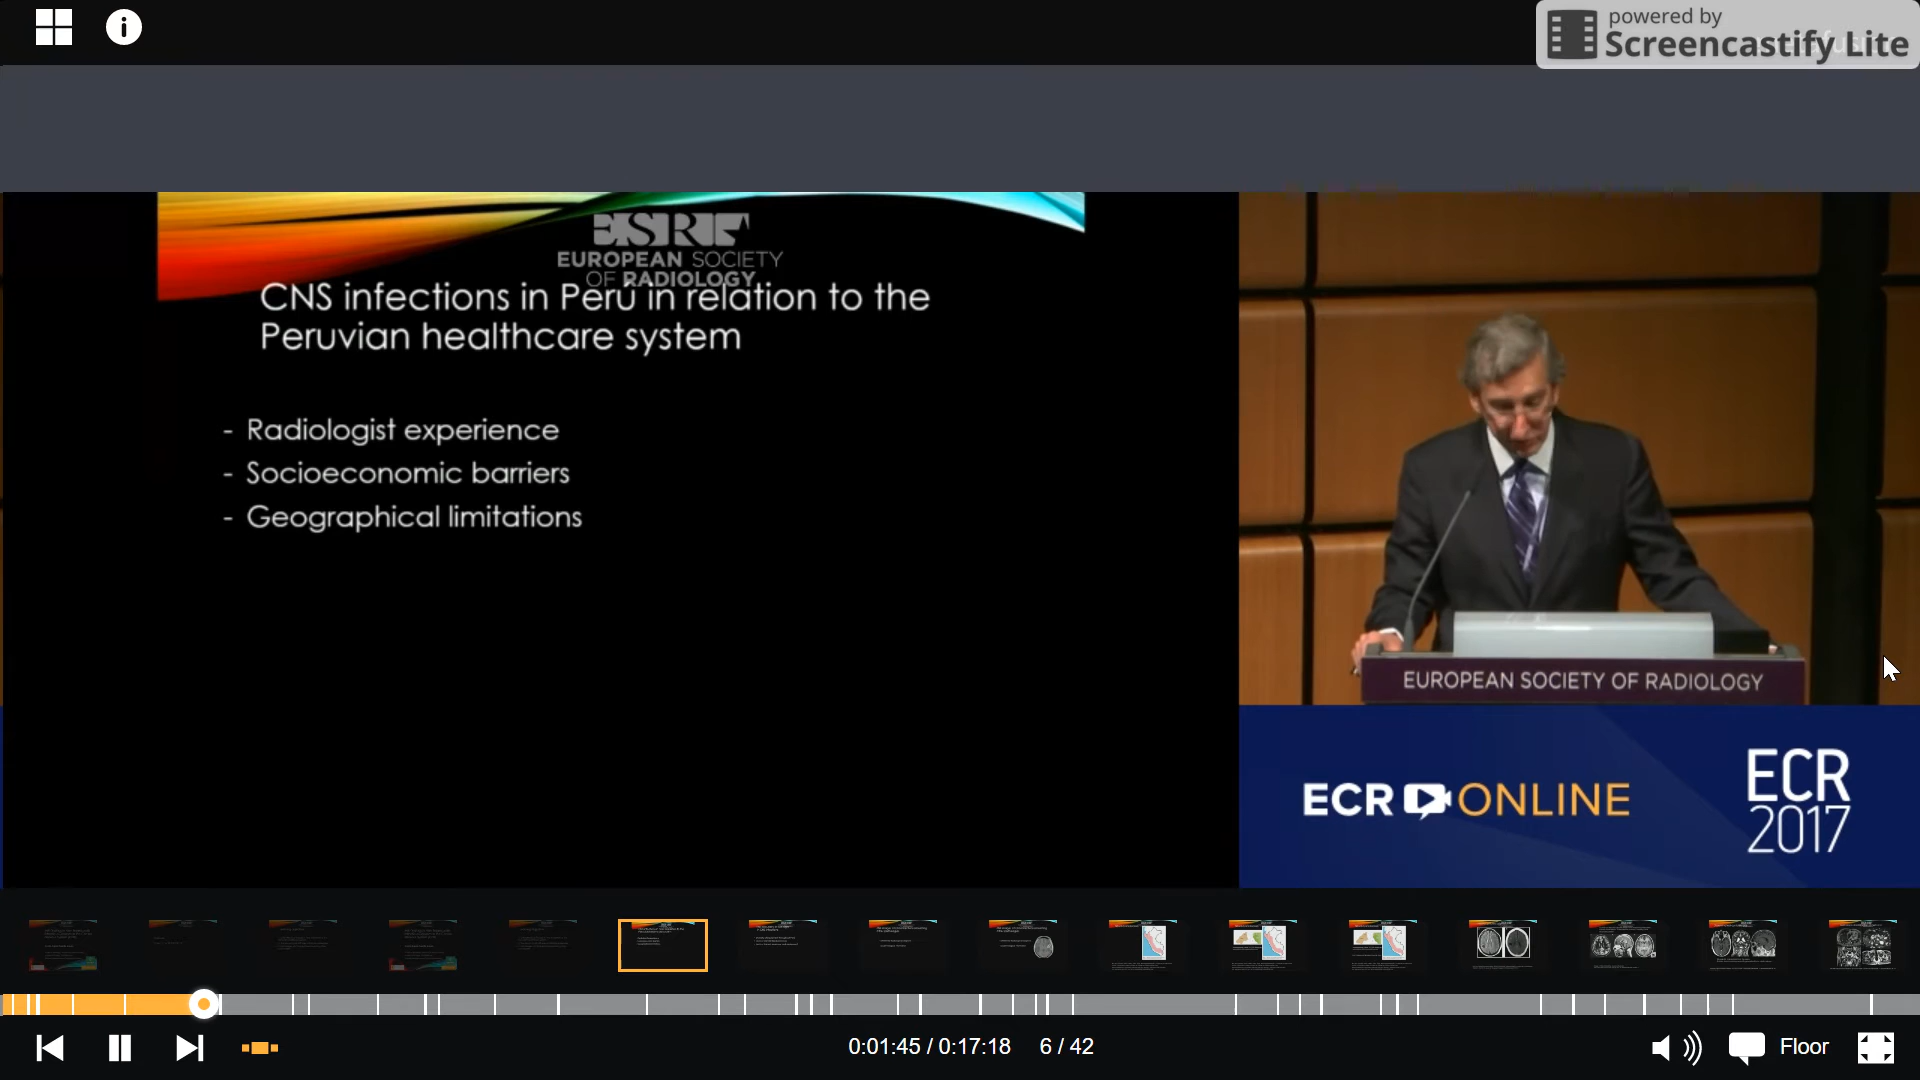 powered by
Screencastify Lite
ESR
EUROPEAN SOCIETY
OF RADIOLOGY
CNS infections in Perú in relation to the
Peruvian healthcare system
- Radiologist experience
- Socioeconomic barriers
- Geographical limitations
EUROPEAN SOCIETY OF RADIOLOGY
ECR ONLINE
ECR
2017
0:01:45 / 0:17:18 6 / 42
Floor